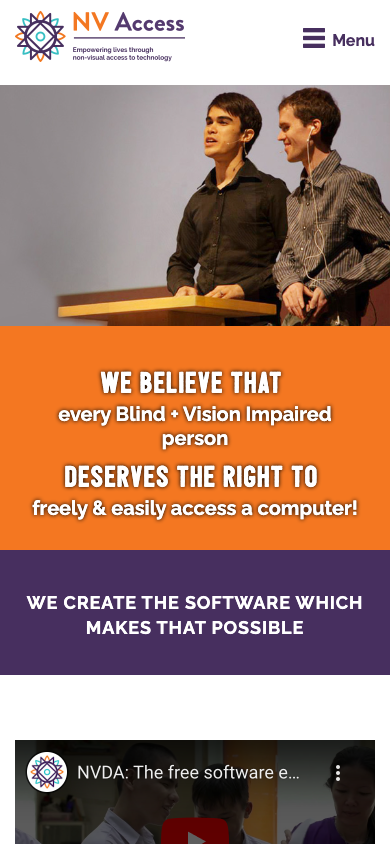 NV Access
Empowering lives through
non-visual access to technology
Menu
WE BELIEVE THAT
every Blind + Vision Impaired
person
DESERVES THE RIGHT TO
freely & easily access a computer!
WE CREATE THE SOFTWARE WHICH
MAKES THAT POSSIBLE
NVDA: The free software e...